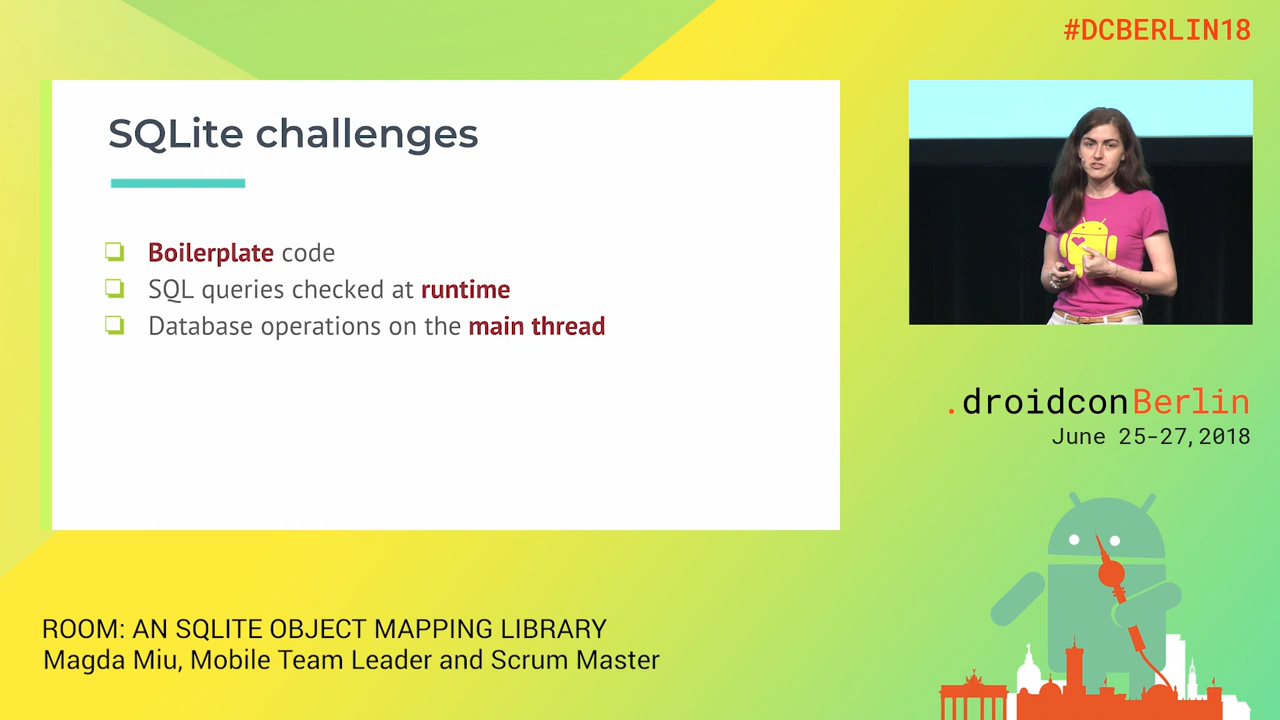 #DCBERLIN18
SQLite challenges
Boilerplate code
SQL queries checked at runtime
Database operations on the main thread
.droidconBerlin
June 25-27, 2018
ROOM: AN SQLITE OBJECT MAPPING LIBRARY
Magda Miu, Mobile Team Leader and Scrum Master